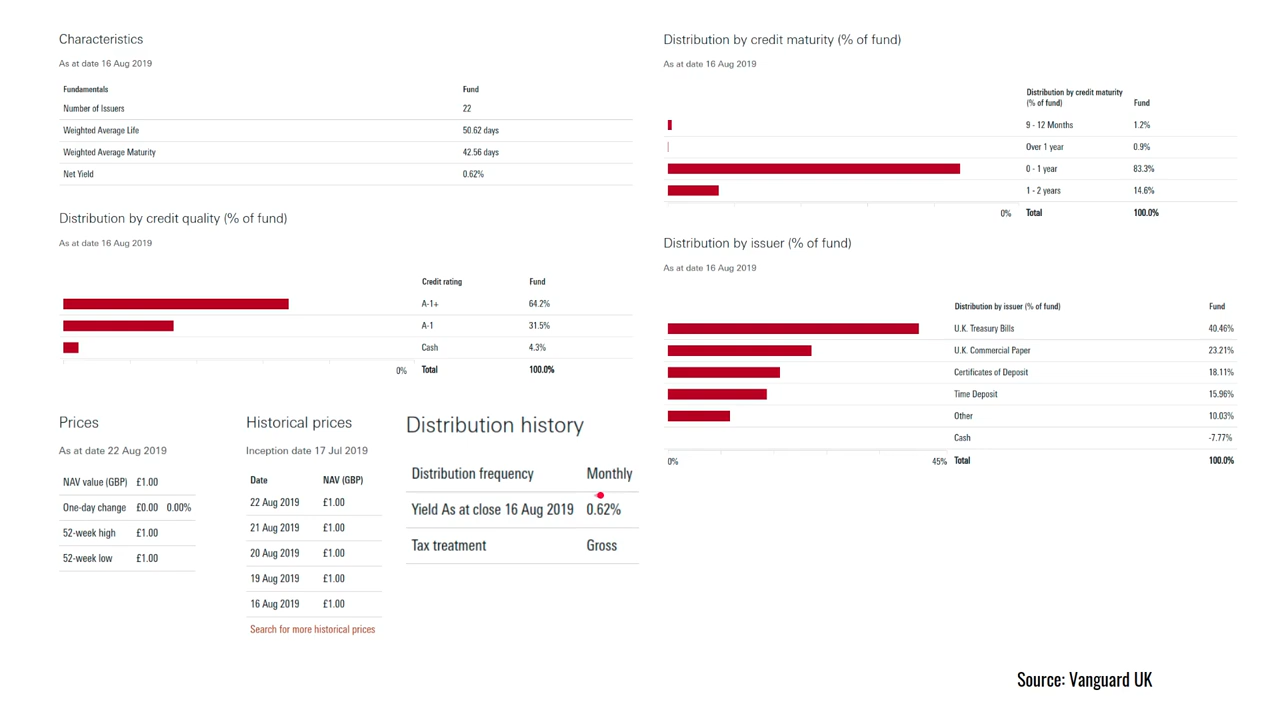 Characteristics
As at date 16 Aug 2019
Fundamentals Fund
Number of Issuers 22
Weighted Average Life 50.62 days
Weighted Average Maturity 42.56 days
Net Yield 0.62%
Distribution by credit quality (% of fund)
As at date 16 Aug 2019
Credit rating Fund
A-1+ 64.2%
A-1 31.5%
Cash 4.3%
0% Total 100.0%
Prices
As at date 22 Aug 2019
NAV value (GBP) £1.00
One-day change £0.00 0.00%
52-week high £1.00
52-week low £1.00
Historical prices
Inception date 17 Jul 2019
Date NAV (GBP)
22 Aug 2019 £1.00
21 Aug 2019 £1.00
20 Aug 2019 £1.00
19 Aug 2019 £1.00
16 Aug 2019 £1.00
Search for more historical prices
Distribution history
Distribution frequency Monthly
Yield As at close 16 Aug 2019 0.62%
Tax treatment Gross
Distribution by credit maturity (% of fund)
As at date 16 Aug 2019
Distribution by credit maturity
(% of fund) Fund
9 - 12 Months 1.2%
Over 1 year 0.9%
0 - 1 year 83.3%
1 - 2 years 14.6%
0% Total 100.0%
Distribution by issuer (% of fund)
As at date 16 Aug 2019
Distribution by issuer (% of fund) Fund
U.K. Treasury Bills 40.46%
U.K. Commercial Paper 23.21%
Certificates of Deposit 18.11%
Time Deposit 15.96%
Other 10.03%
Cash -7.77%
0% 45% Total 100.0%
Source: Vanguard UK